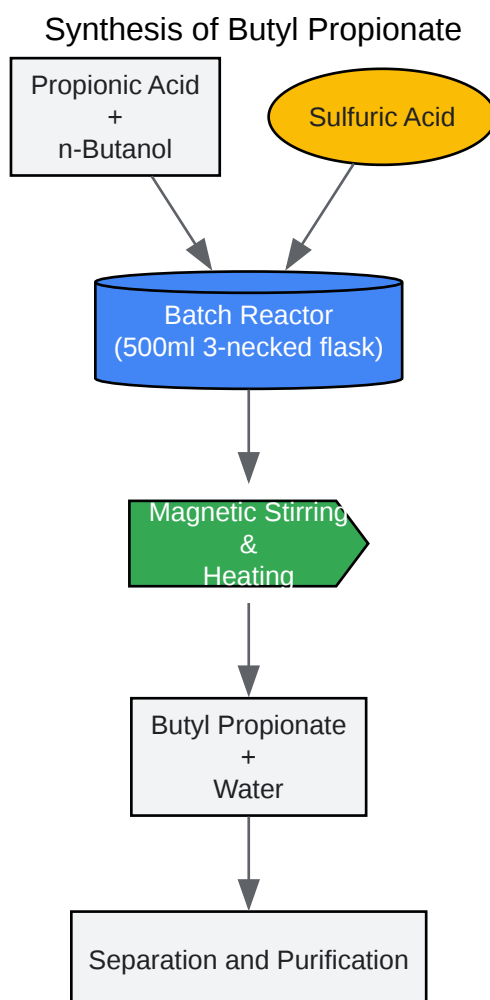 Synthesis of Butyl Propionate
Propionic Acid
+
n-Butanol
Sulfuric Acid
Batch Reactor
(500ml 3-necked flask)
Magnetic Stirring
&
Heating
Butyl Propionate
+
Water
Separation and Purification